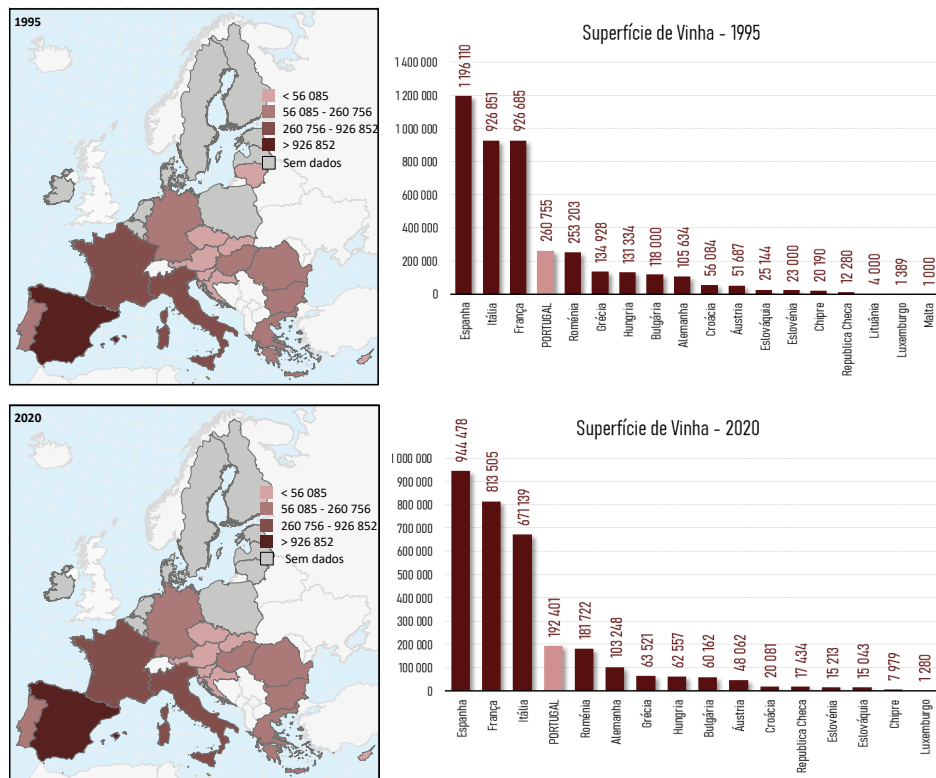 1995
< 56 085
56 085 - 260 756
260 756 - 926 852
> 926 852
Sem dados
Superfície de Vinha - 1995
1 400 000
1 200 000
1 000 000
800 000
600 000
400 000
200 000
0
1 196 110
926 851
926 685
260 755
253 203
134 928
131 334
118 000
105 634
56 084
51 687
25 144
23 000
20 190
12 280
4 000
1 389
1 000
Espanha
Itália
França
PORTUGAL
Roménia
Grécia
Hungria
Bulgária
Alemanha
Croácia
Áustria
Eslováquia
Eslovénia
Chipre
Republica Checa
Lituânia
Luxemburgo
Malta
2020
< 56 085
56 085 - 260 756
260 756 - 926 852
> 926 852
Sem dados
Superfície de Vinha - 2020
1 000 000
900 000
800 000
700 000
600 000
500 000
400 000
300 000
200 000
100 000
0
944 478
813 505
671 139
192 401
181 722
103 248
63 521
62 557
60 162
48 062
20 081
17 434
15 213
15 043
7 979
1 280
Espanha
França
Itália
PORTUGAL
Roménia
Alemanha
Grécia
Hungria
Bulgária
Áustria
Croácia
Republica Checa
Eslovénia
Eslováquia
Chipre
Luxemburgo